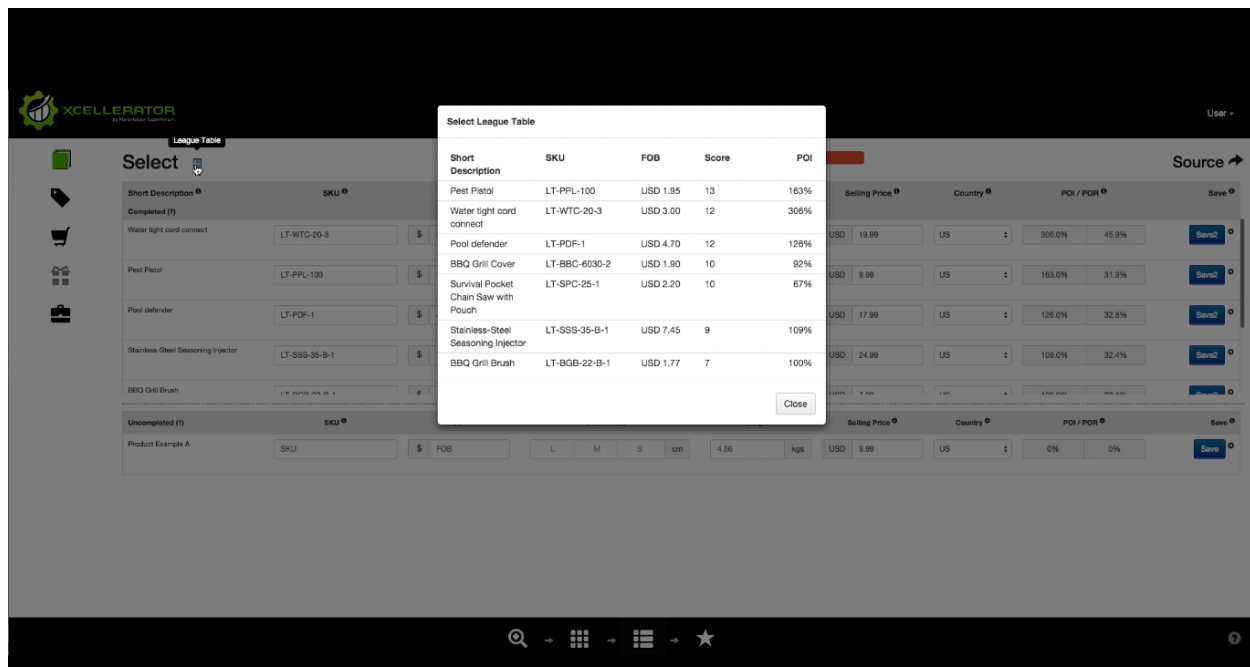 XCELLERATOR
by Marketplace SuperHeroes
User
League Table
Select
Source
Select League Table
Short Description SKU FOB Score POI
Pest Pistol LT-PPL-100 USD 1.95 13 163%
Water tight cord connect LT-WTC-20-3 USD 3.00 12 306%
Pool defender LT-PDF-1 USD 4.70 12 126%
BBQ Grill Cover LT-BBC-6030-2 USD 1.90 10 92%
Survival Pocket Chain Saw with Pouch LT-SPC-25-1 USD 2.20 10 67%
Stainless-Steel Seasoning Injector LT-SSS-35-B-1 USD 7.45 9 109%
BBQ Grill Brush LT-BGB-22-B-1 USD 1.77 7 100%
Close
Short Description SKU Selling Price Country POI / POR Save
Completed (7)
Water tight cord connect LT-WTC-20-3 $ USD 19.99 US 306.0% 45.9% Save2
Pest Pistol LT-PPL-100 $ USD 9.99 US 163.0% 31.9% Save2
Pool defender LT-PDF-1 $ USD 17.99 US 126.0% 32.8% Save2
Stainless-Steel Seasoning Injector LT-SSS-35-B-1 $ USD 24.99 US 109.0% 32.4% Save2
BBQ Grill Brush
Uncompleted (1) SKU Selling Price Country POI / POR Save
Product Example A SKU $ FOB L M S cm 4.56 kgs USD 9.99 US 0% 0% Save